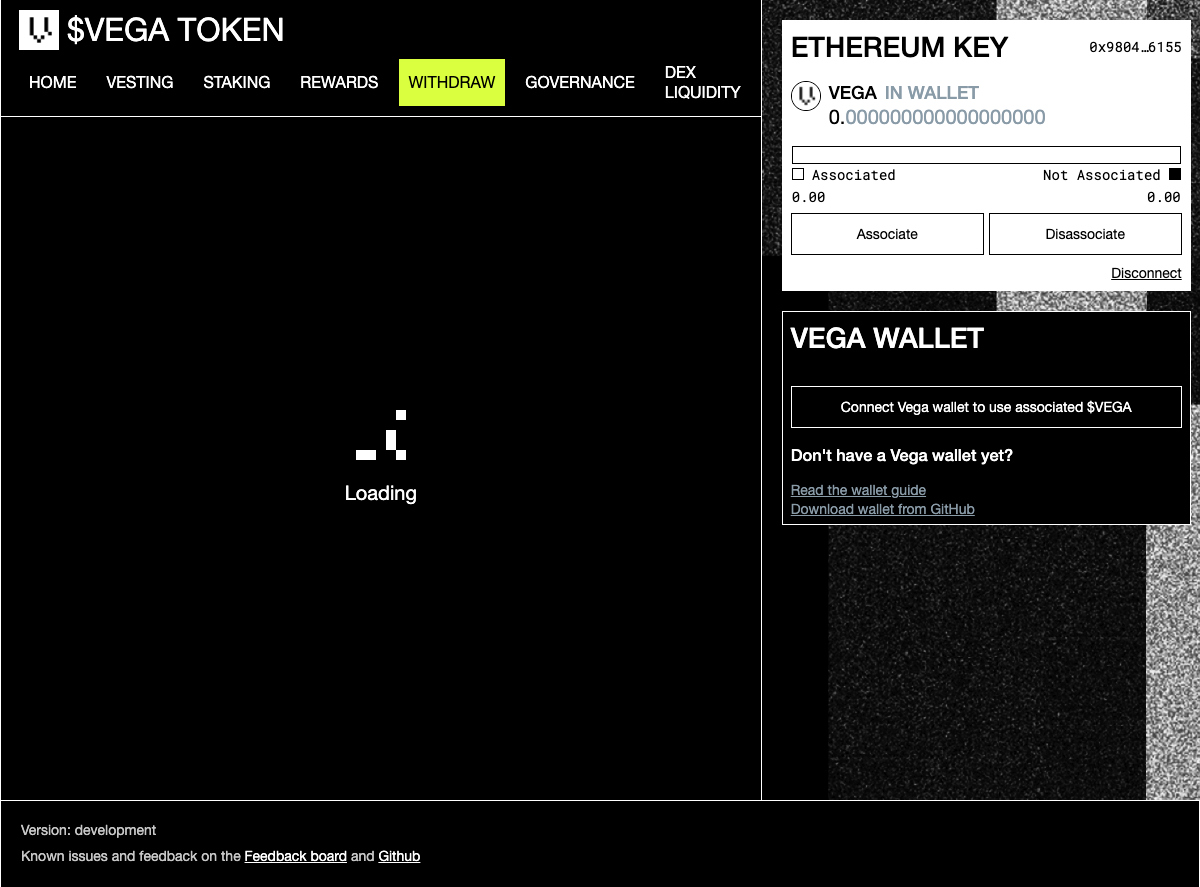 $VEGA TOKEN
HOME
VESTING
STAKING
REWARDS
WITHDRAW
GOVERNANCE
DEX
LIQUIDITY
Loading
ETHEREUM KEY
0x9804…6155
VEGA IN WALLET
0.000000000000000000
Associated
Not Associated
0.00
0.00
Associate
Disassociate
Disconnect
VEGA WALLET
Connect Vega wallet to use associated $VEGA
Don't have a Vega wallet yet?
Read the wallet guide
Download wallet from GitHub
Version: development
Known issues and feedback on the Feedback board and Github